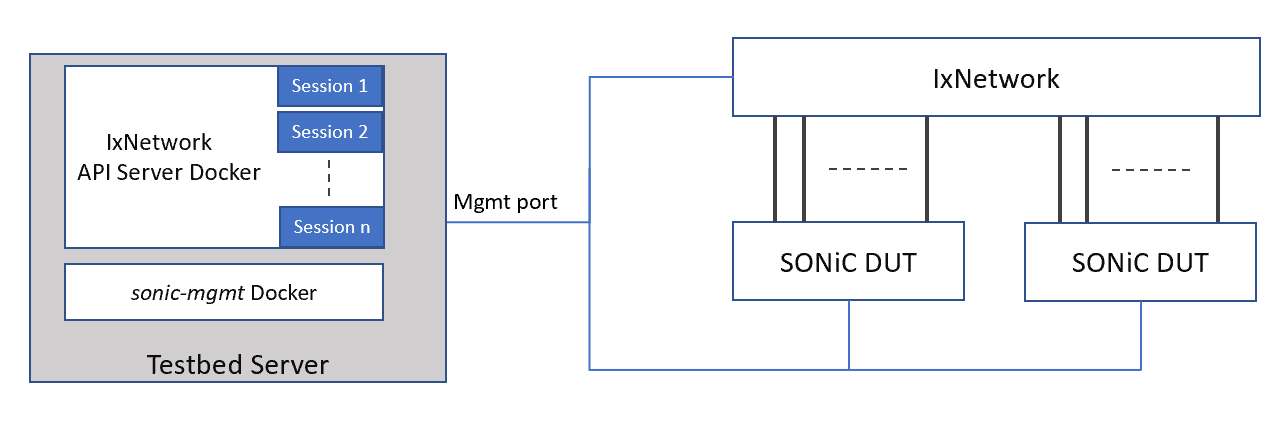 Session 1
Session 2
IxNetwork
API Server Docker
Session n
sonic-mgmt Docker
Testbed Server
Mgmt port
IxNetwork
SONiC DUT
SONiC DUT